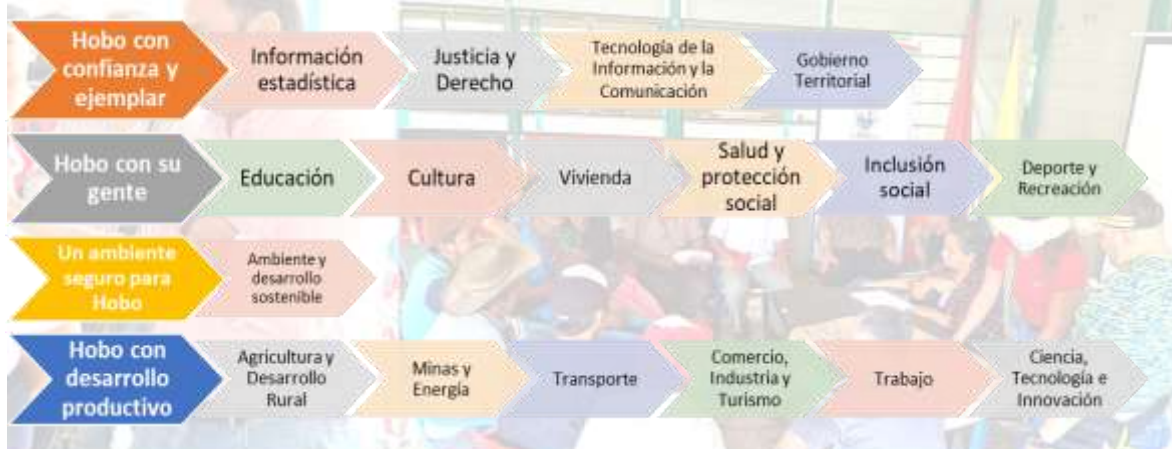 Hobo con
confianza y
ejemplar
Información
estadística
Justicia y
Derecho
Tecnología de la
Información y la
Comunicación
Gobierno
Territorial
Hobo con su
gente
Educación
Cultura
Vivienda
Salud y
protección
social
Inclusión
social
Deporte y
Recreación
Un ambiente
seguro para
Hobo
Ambiente y
desarrollo
sostenible
Hobo con
desarrollo
productivo
Agricultura y
Desarrollo
Rural
Minas y
Energía
Transporte
Comercio,
Industria y
Turismo
Trabajo
Ciencia,
Tecnología e
Innovación